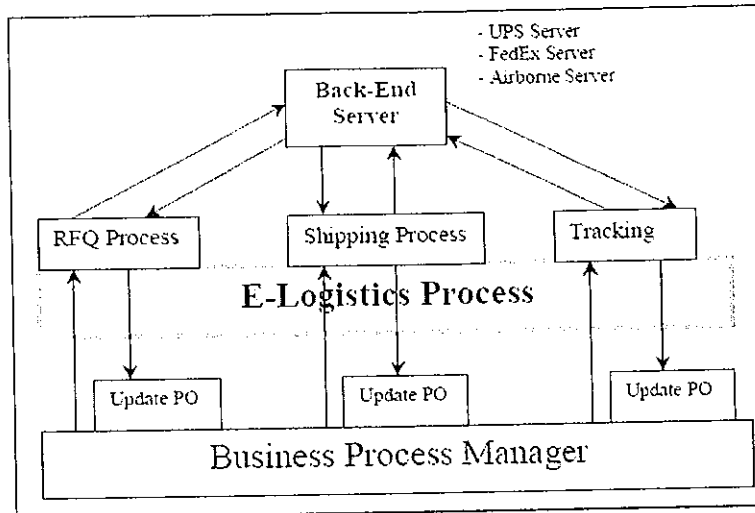 - UPS Server
- FedEx Server
- Airborne Server
Back-End
Server
RFQ Process
Shipping Process
Tracking
E-Logistics Process
Update PO
Update PO
Update PO
Business Process Manager